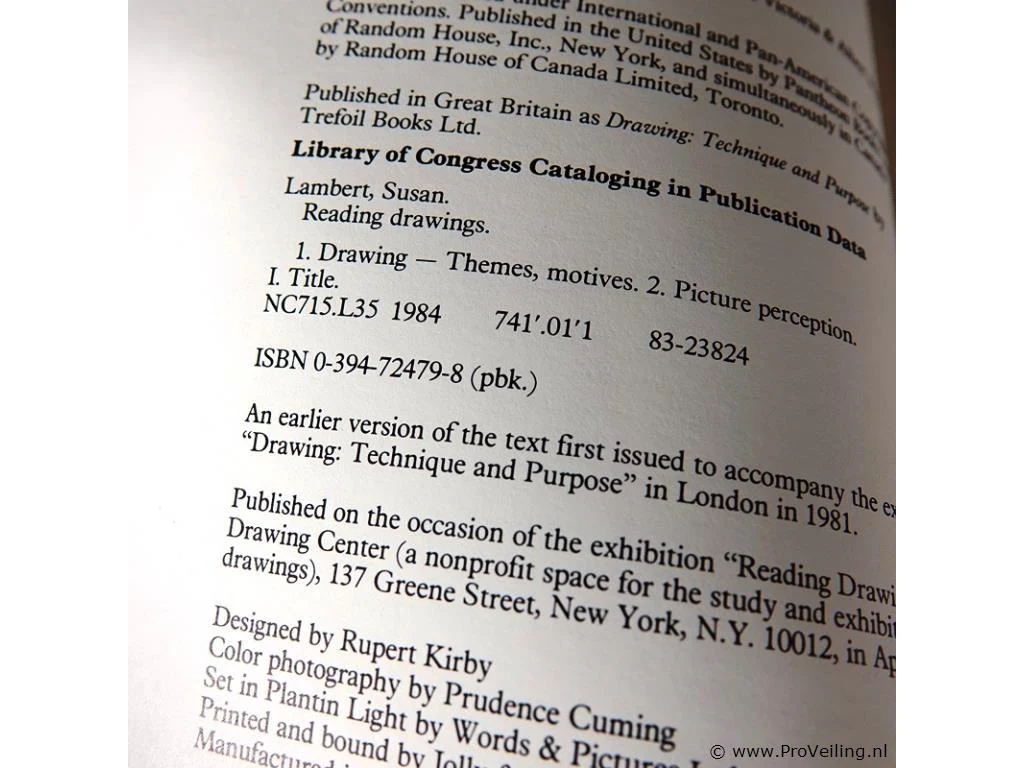 under International and Pan-American
Conventions. Published in the United States by Pantheon
of Random House, Inc., New York, and simultaneously in
by Random House of Canada Limited, Toronto.
Published in Great Britain as Drawing: Technique and Purpose by
Trefoil Books Ltd.
Library of Congress Cataloging in Publication Data
Lambert, Susan.
Reading drawings.
1. Drawing — Themes, motives. 2. Picture perception.
I. Title.
NC715.L35 1984 741′.01′1 83-23824
ISBN 0-394-72479-8 (pbk.)
An earlier version of the text first issued to accompany the
“Drawing: Technique and Purpose” in London in 1981.
Published on the occasion of the exhibition “Reading Drawi
Drawing Center (a nonprofit space for the study and exhibit
drawings), 137 Greene Street, New York, N.Y. 10012, in Ap
Designed by Rupert Kirby
Color photography by Prudence Cuming
Set in Plantin Light by Words & Pictures
Printed and bound by
Manufactured
© www.ProVeiling.nl